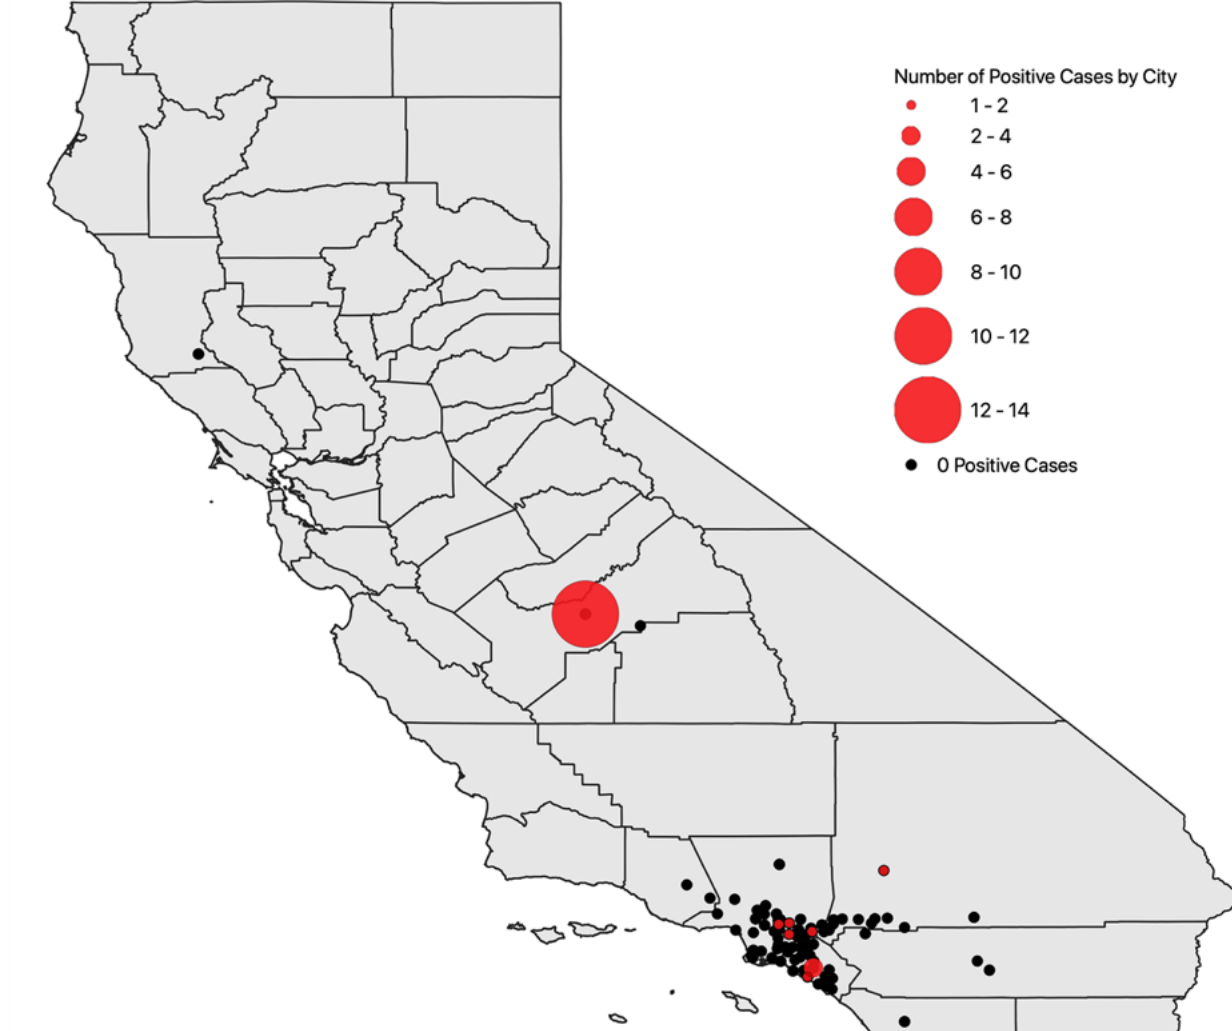 Number of Positive Cases by City
1 - 2
2 - 4
4 - 6
6 - 8
8 - 10
10 - 12
12 - 14
0 Positive Cases